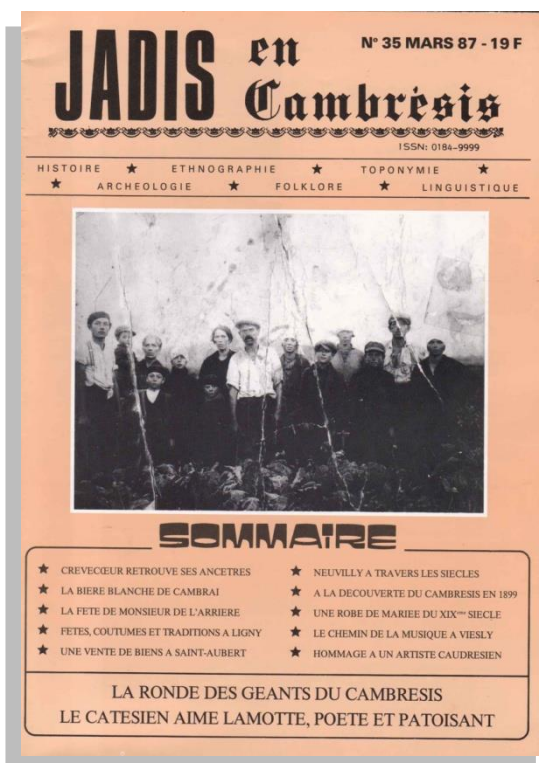 JADIS en Cambrèsis
N° 35 MARS 87 - 19 F
ISSN: 0184-9999
HISTOIRE ★ ETHNOGRAPHIE ★ TOPONYMIE ★
★ ARCHEOLOGIE ★ FOLKLORE ★ LINGUISTIQUE
SOMMAiRE
★ CREVECŒUR RETROUVE SES ANCETRES
★ LA BIERE BLANCHE DE CAMBRAI
★ LA FETE DE MONSIEUR DE L'ARRIERE
★ FETES, COUTUMES ET TRADITIONS A LIGNY
★ UNE VENTE DE BIENS A SAINT-AUBERT
★ NEUVILLY A TRAVERS LES SIECLES
★ A LA DECOUVERTE DU CAMBRESIS EN 1899
★ UNE ROBE DE MARIEE DU XIXème SIECLE
★ LE CHEMIN DE LA MUSIQUE A VIESLY
★ HOMMAGE A UN ARTISTE CAUDRESIEN
LA RONDE DES GEANTS DU CAMBRESIS
LE CATESIEN AIME LAMOTTE, POETE ET PATOISANT